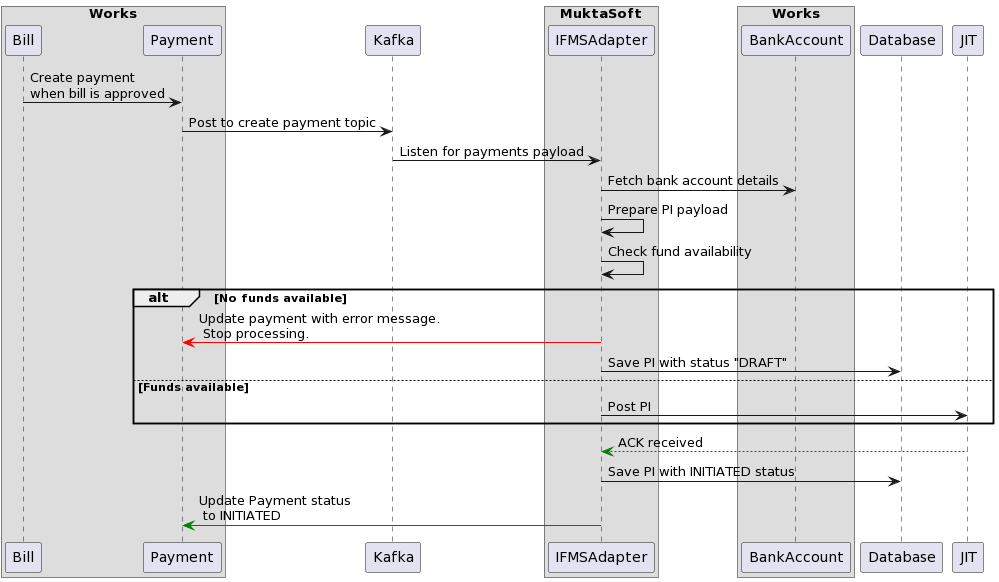 Works
MuktaSoft
Works
Bill
Payment
Kafka
IFMSAdapter
BankAccount
Database
JIT
Create payment
when bill is approved
Post to create payment topic
Listen for payments payload
Fetch bank account details
Prepare PI payload
Check fund availability
alt
[No funds available]
Update payment with error message.
Stop processing.
Save PI with status "DRAFT"
[Funds available]
Post PI
ACK received
Save PI with INITIATED status
Update Payment status
to INITIATED
Bill
Payment
Kafka
IFMSAdapter
BankAccount
Database
JIT